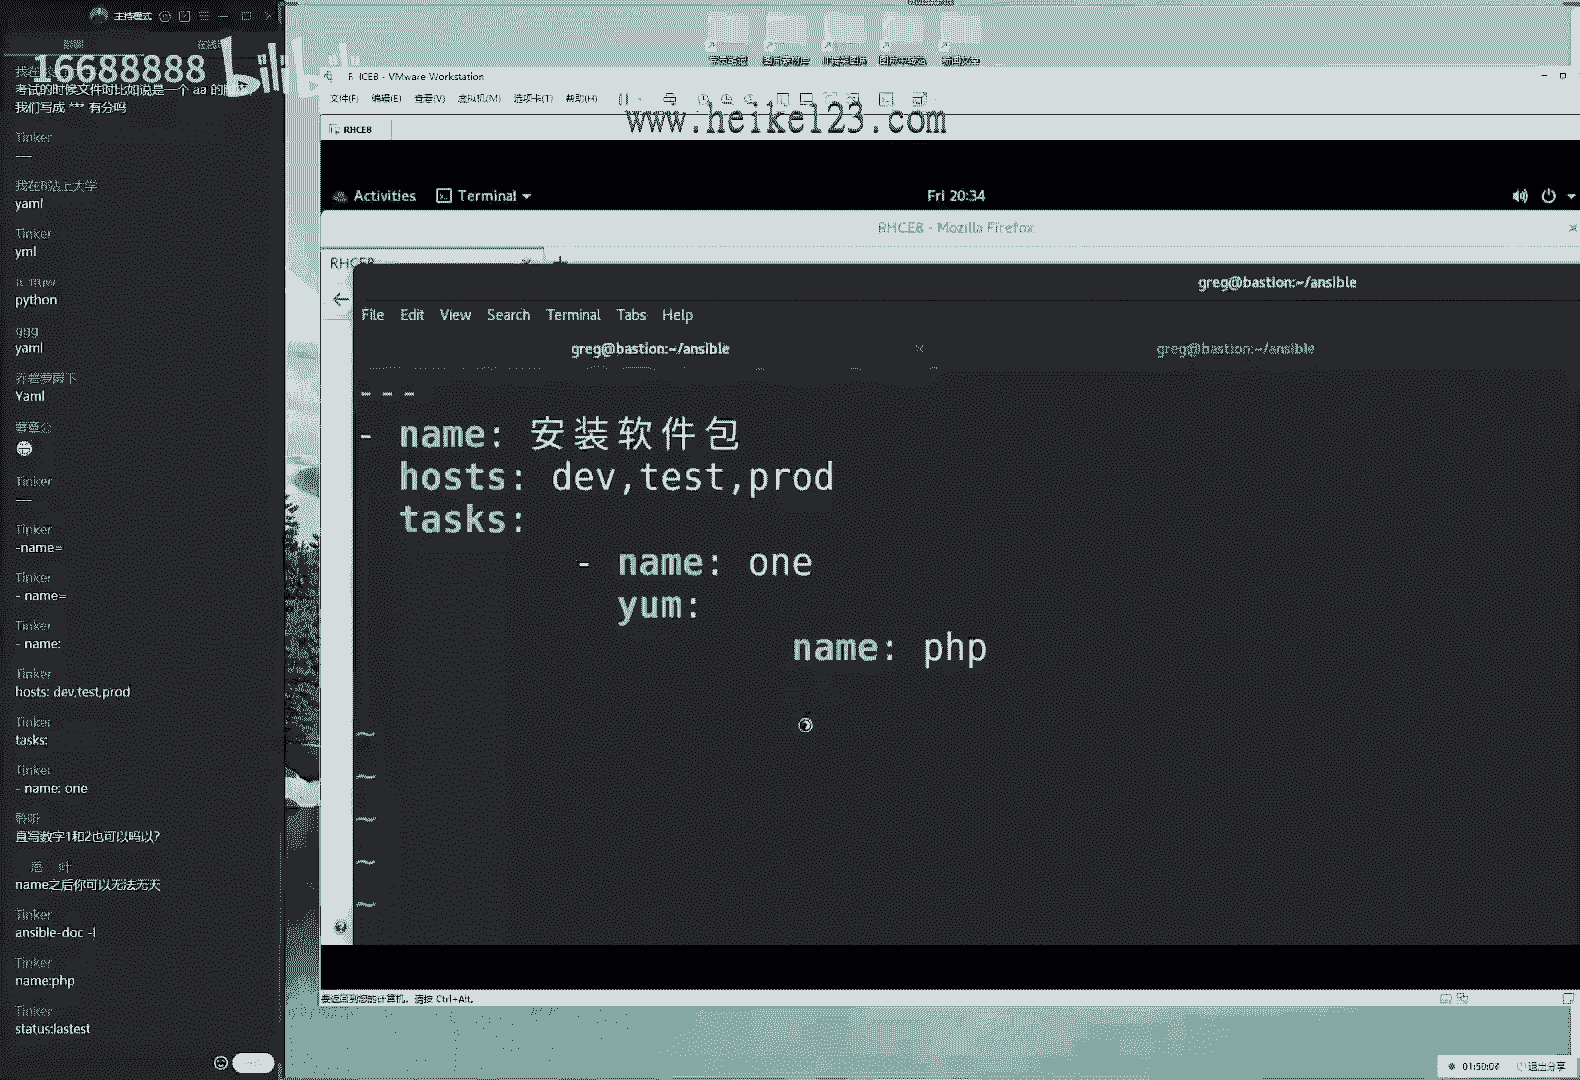 主持模式
16688888
bilibili
考试的时候文件时比如说是一个 aa 的
我们写成 *** 有分吗
Tinker
---
我在B站上大学
yaml
Tinker
yml
python
ggg
yaml
Yaml
Tinker
---
Tinker
-name=
Tinker
- name=
Tinker
- name:
Tinker
hosts: dev,test,prod
Tinker
tasks:
Tinker
- name: one
直写数字1和2也可以吗以?
name之后你可以无法无天
Tinker
ansible-doc -l
Tinker
name:php
Tinker
status:lastest
RHCE8 - VMware Workstation
文件(F) 编辑(E) 查看(V) 虚拟机(M) 选项卡(T) 帮助(H)
www.heike123.com
RHCE8
Activities Terminal Fri 20:34
RHCE8 - Mozilla Firefox
RHCE8
greg@bastion:~/ansible
File Edit View Search Terminal Tabs Help
greg@bastion:~/ansible greg@bastion:~/ansible
---
- name: 安装软件包
hosts: dev,test,prod
tasks:
- name: one
yum:
name: php
~
~
~
~
~
要返回到您的计算机，请按 Ctrl+Alt。
01:50:07 退出分享